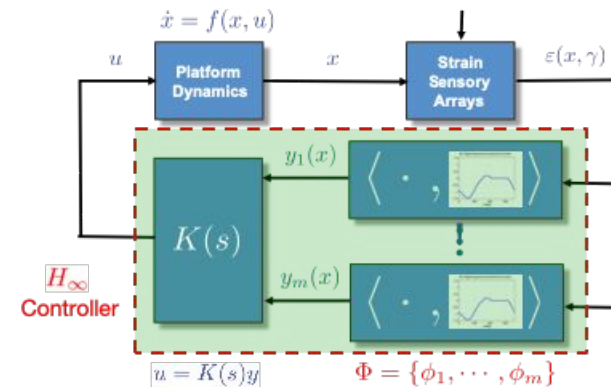 ẋ = f(x, u)
u
Platform
Dynamics
x
Strain
Sensory
Arrays
ε(x, γ)
y₁(x)
⟨ · , ⟩
K(s)
yₘ(x)
⟨ · , ⟩
H∞
Controller
u = K(s)y
Φ = {ϕ₁, ⋯ , ϕₘ}